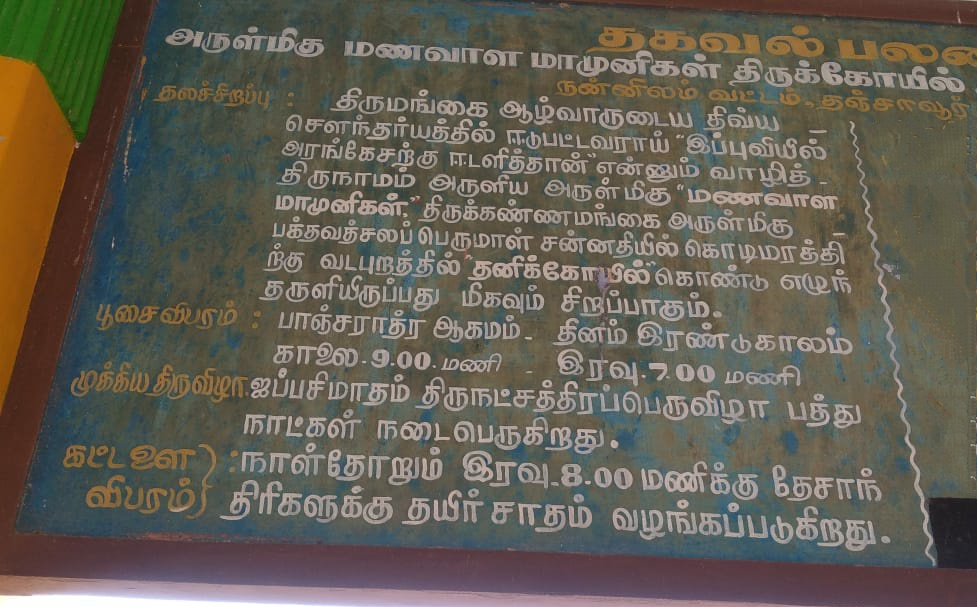 தகவல் பல
அருள்மிகு மணவாள மாமுனிகள் திருக்கோயில்
நன்னிலம் வட்டம், தஞ்சாவூர்
தலச்சிறப்பு : திருமங்கை ஆழ்வாருடைய திவ்ய -
சௌந்தர்யத்தில் ஈடுபட்டவராய் "இப்புவியில்
அரங்கேசற்கு ஈடளித்தான்" என்னும் வாழித் -
திருநாமம் அருளிய அருள்மிகு "மணவாள
மாமுனிகள்." திருக்கண்ணமங்கை அருள்மிகு -
பக்தவத்சலப்பெருமாள் சன்னதியில் கொடிமரத்தி
ற்கு வடபுறத்தில் "தனிக்கோயில்" கொண்டு எழுந்
தருளியிருப்பது மிகவும் சிறப்பாகும்.
பூசைவிபரம் : பாஞ்சராத்ர ஆகமம். தினம் இரண்டுகாலம்
காலை.9.00. மணி - இரவு.7.00 மணி
முக்கிய திருவிழா. ஐப்பசிமாதம் திருநட்சத்திரப்பெருவிழா பத்து
நாட்கள் நடைபெருகிறது.
கட்டளை ) : நாள்தோறும் இரவு.8.00 மணிக்கு தேசாந்
விபரம் ) திரிகளுக்கு தயிர் சாதம் வழங்கப்படுகிறது.